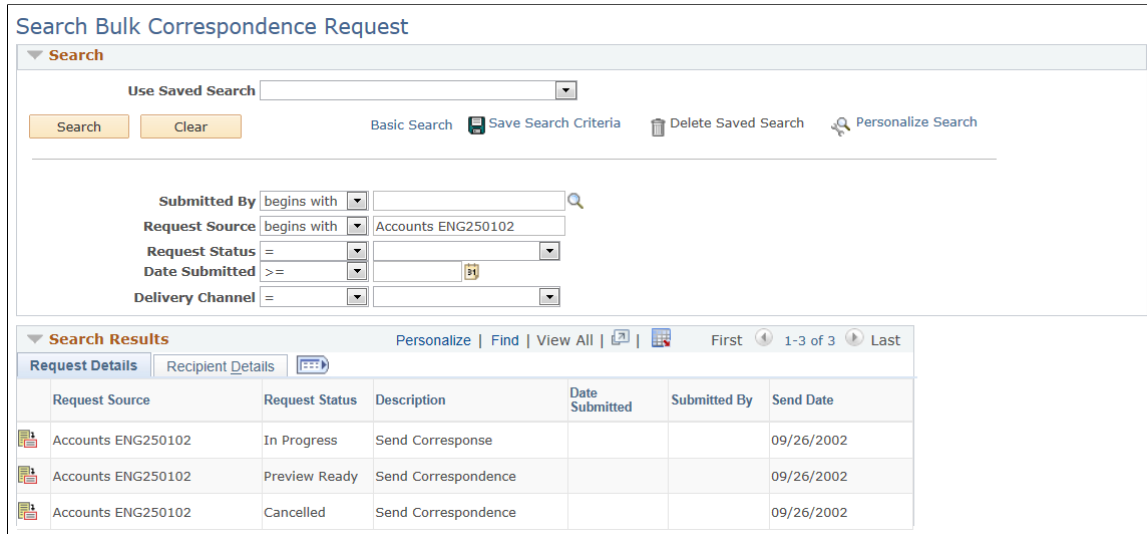 Search Bulk Correspondence Request
Search
Use Saved Search
Search Clear Basic Search Save Search Criteria Delete Saved Search Personalize Search
Submitted By begins with
Request Source begins with Accounts ENG250102
Request Status =
Date Submitted >= 31
Delivery Channel =
Search Results Personalize | Find | View All | | First 1-3 of 3 Last
Request Details Recipient Details
Request Source Request Status Description Date Submitted Submitted By Send Date
Accounts ENG250102 In Progress Send Corresponse 09/26/2002
Accounts ENG250102 Preview Ready Send Correspondence 09/26/2002
Accounts ENG250102 Cancelled Send Correspondence 09/26/2002